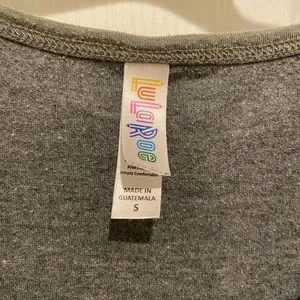 LuLaRoe
Simply Comfortable
MADE IN
GUATEMALA
S